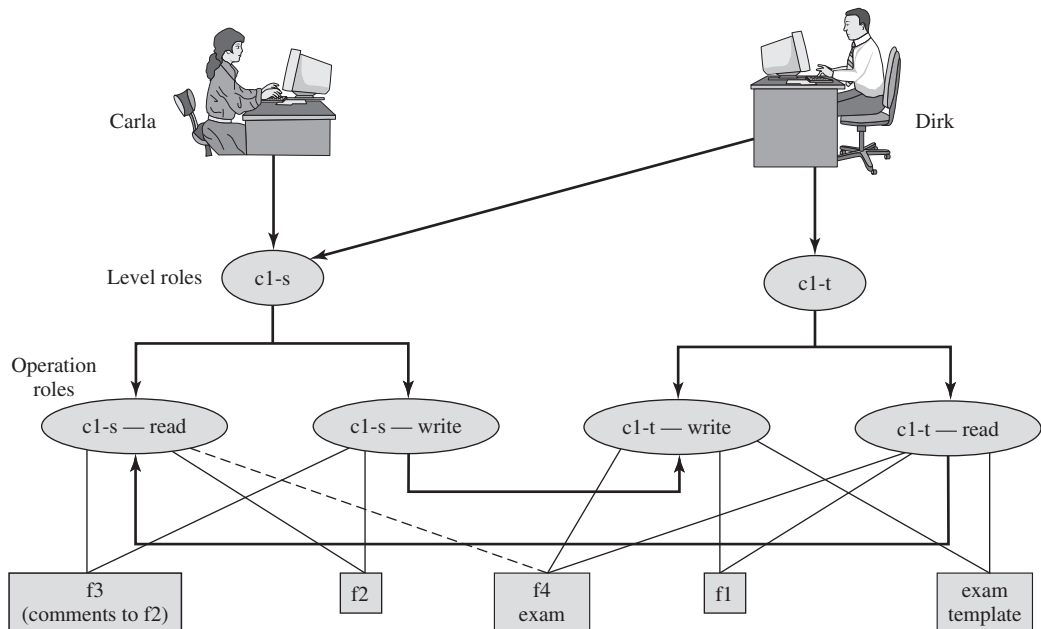 Carla
Dirk
Level roles
c1-s
c1-t
Operation
roles
c1-s — read
c1-s — write
c1-t — write
c1-t — read
f3
(comments to f2)
f2
f4
exam
f1
exam
template